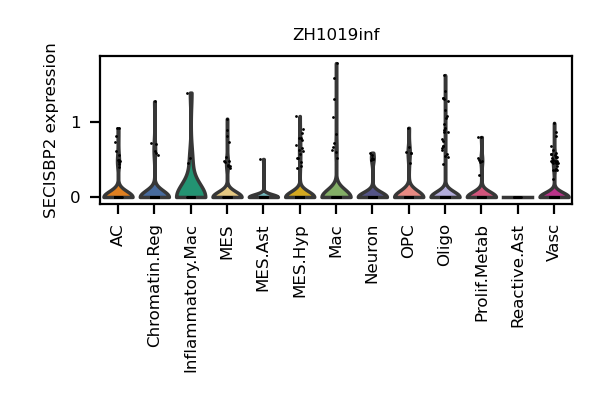 ZH1019inf
SECISBP2 expression
1
0
AC
Chromatin.Reg
Inflammatory.Mac
MES
MES.Ast
MES.Hyp
Mac
Neuron
OPC
Oligo
Prolif.Metab
Reactive.Ast
Vasc